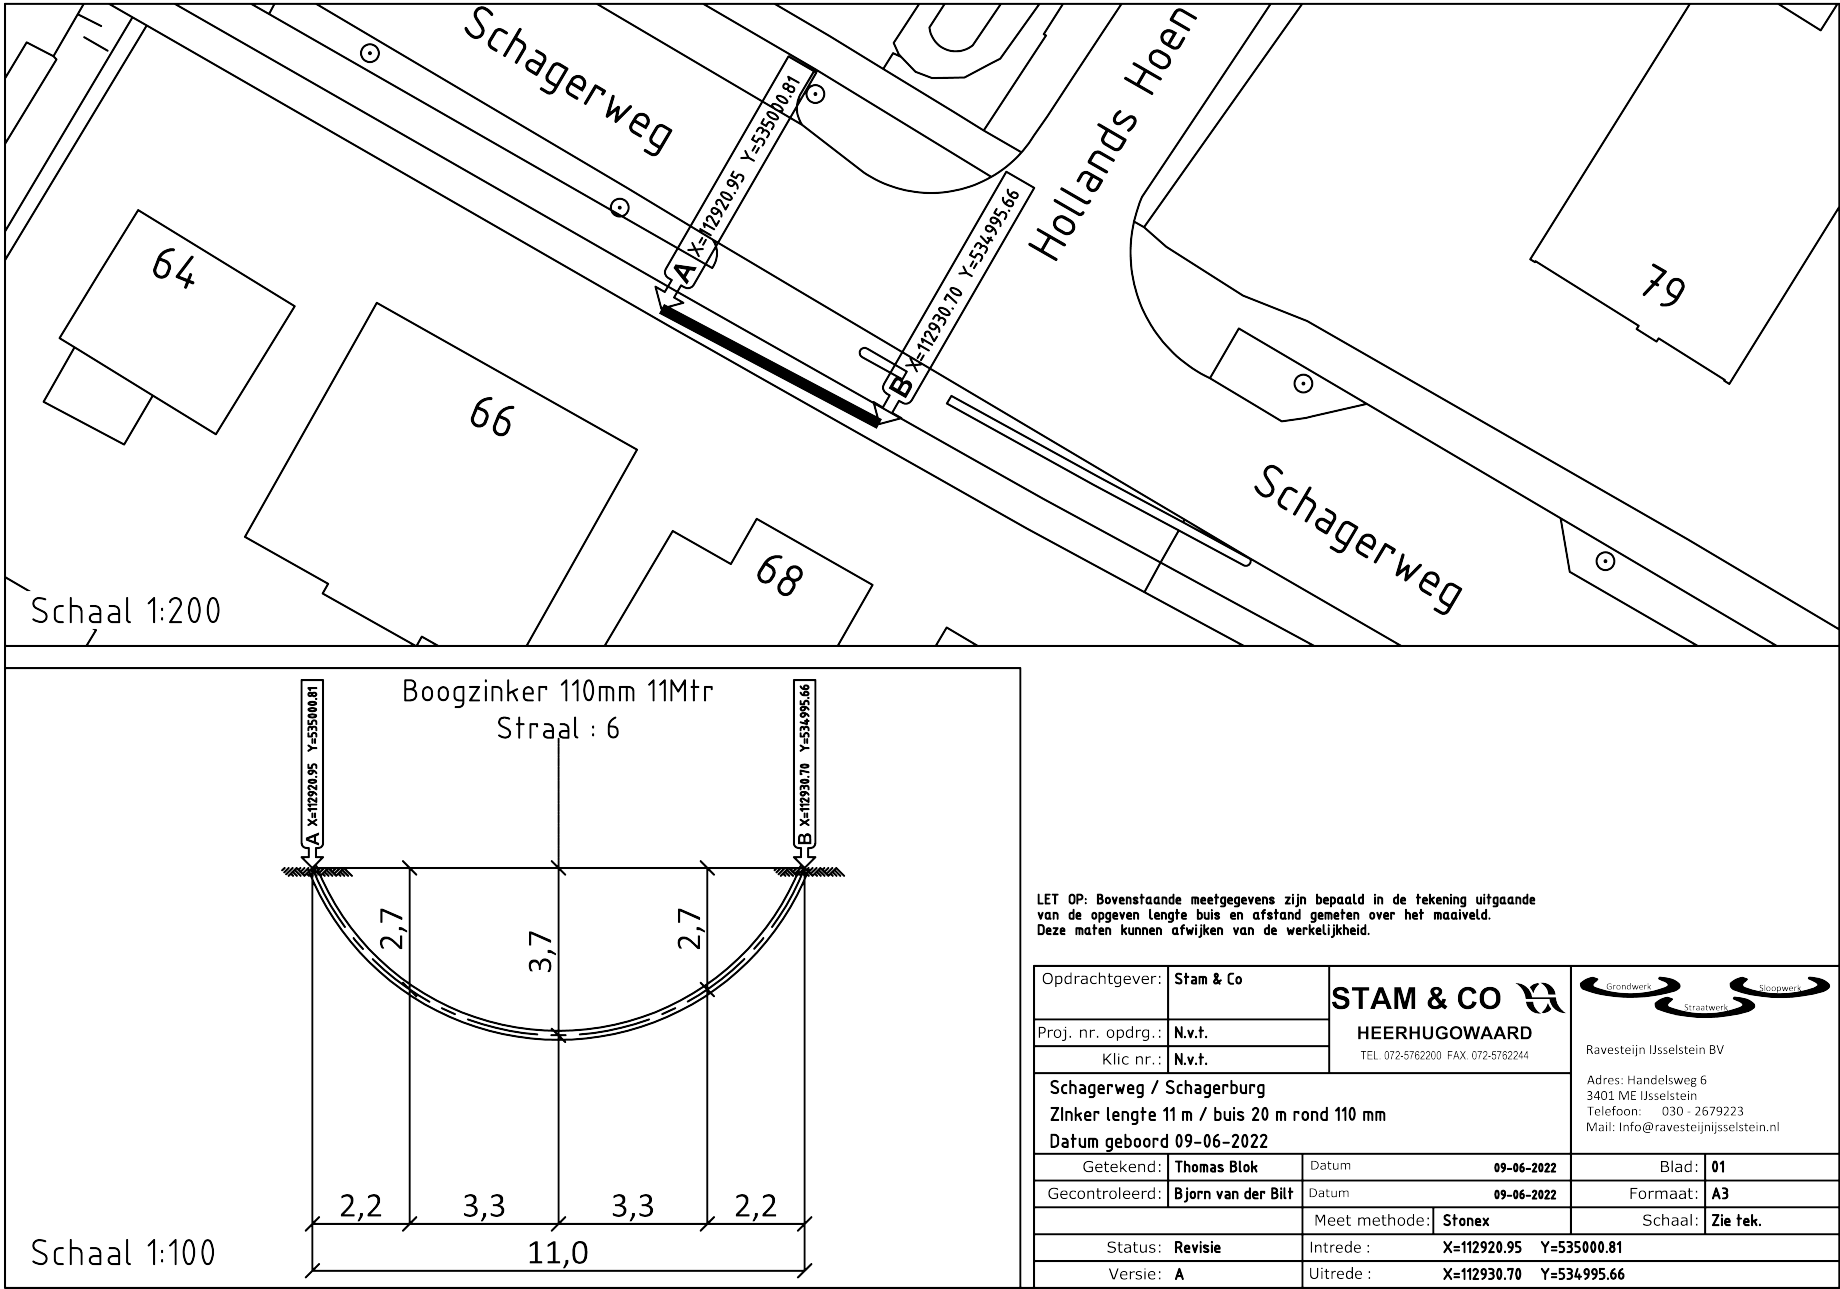 Schagerweg
Hollands Hoen
X=112920.95 Y=535000.81
A
X=112930.70 Y=534995.66
B
64
66
68
79
Schagerweg
Schaal 1:200
Boogzinker 110mm 11Mtr
Straal : 6
A X=112920.95 Y=535000.81
B X=112930.70 Y=534995.66
2,7
3,7
2,7
2,2
3,3
3,3
2,2
11,0
Schaal 1:100
LET OP: Bovenstaande meetgegevens zijn bepaald in de tekening uitgaande
van de opgeven lengte buis en afstand gemeten over het maaiveld.
Deze maten kunnen afwijken van de werkelijkheid.
Opdrachtgever: Stam & Co
Proj. nr. opdrg.: N.v.t.
Klic nr.: N.v.t.
STAM & CO
HEERHUGOWAARD
TEL. 072-5762200 FAX. 072-5762244
Grondwerk
Straatwerk
Sloopwerk
Ravesteijn IJsselstein BV
Adres: Handelsweg 6
3401 ME IJsselstein
Telefoon: 030 - 2679223
Mail: Info@ravesteijnijsselstein.nl
Schagerweg / Schagerburg
ZInker lengte 11 m / buis 20 m rond 110 mm
Datum geboord 09-06-2022
Getekend: Thomas Blok Datum 09-06-2022 Blad: 01
Gecontroleerd: Bjorn van der Bilt Datum 09-06-2022 Formaat: A3
Meet methode: Stonex Schaal: Zie tek.
Status: Revisie Intrede : X=112920.95 Y=535000.81
Versie: A Uitrede : X=112930.70 Y=534995.66